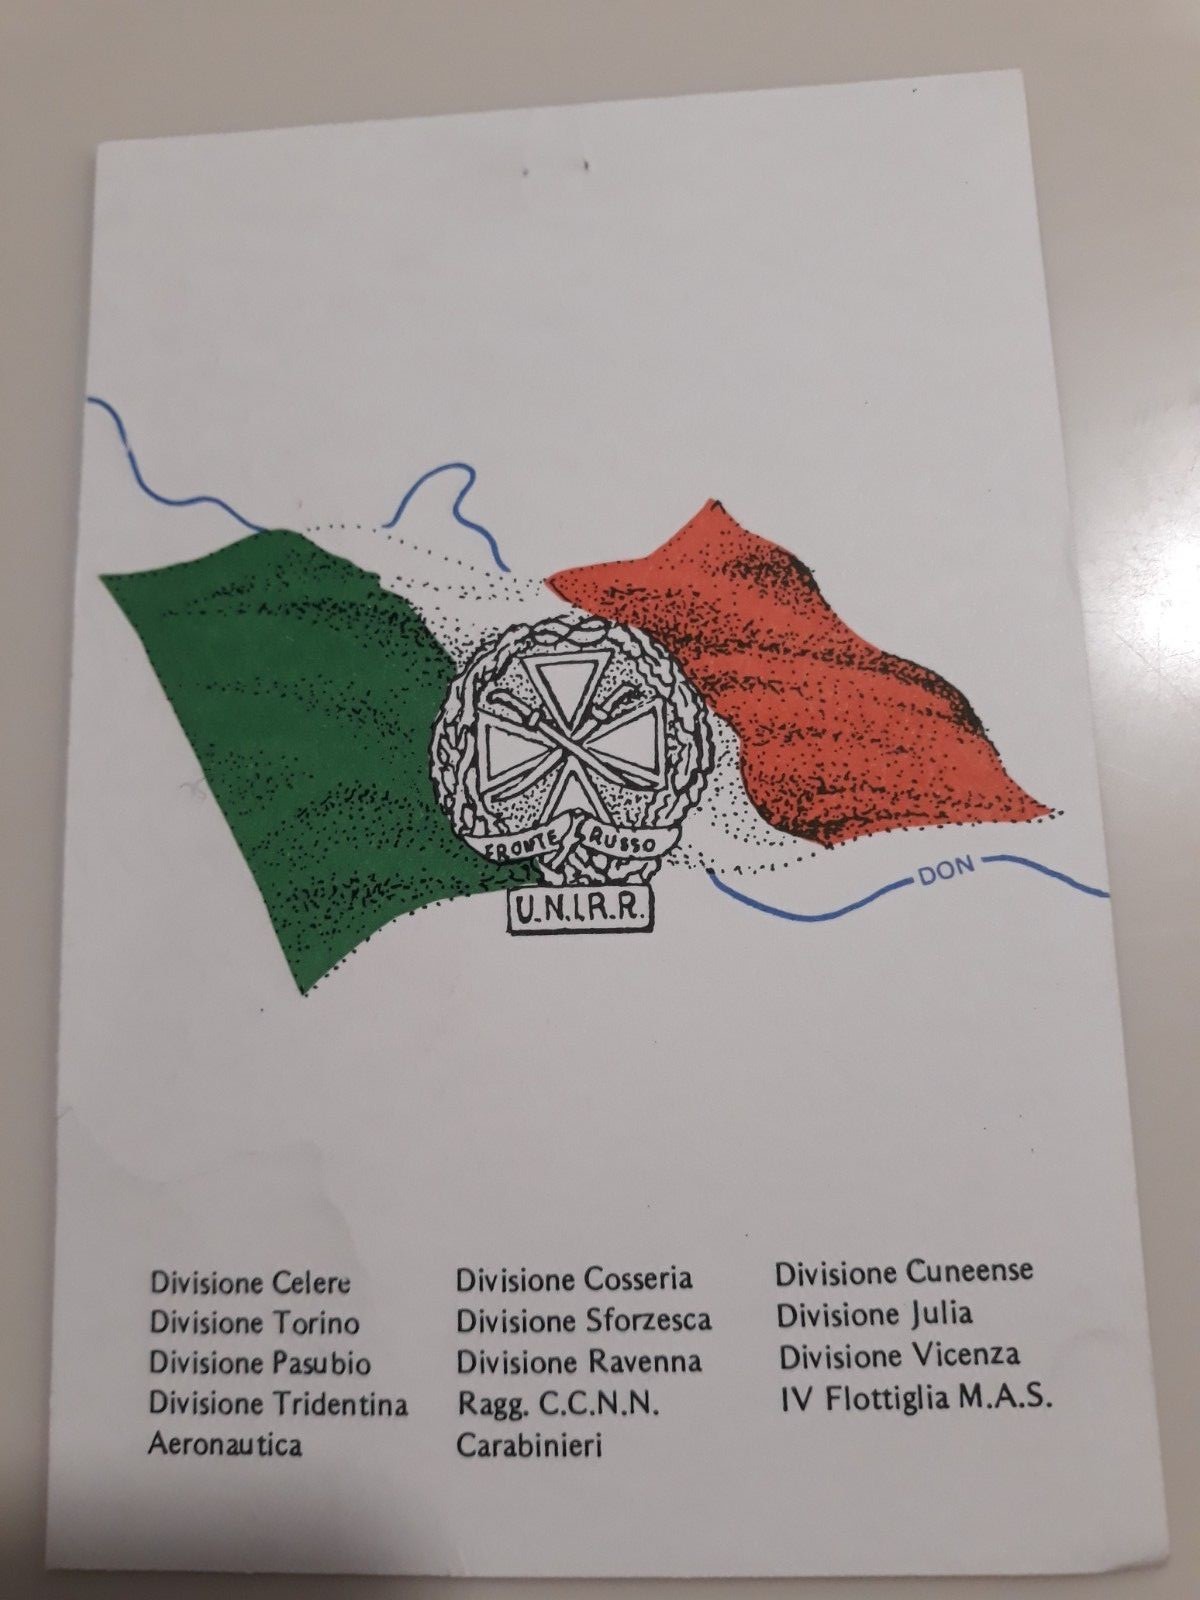 FRONTE RUSSO
U.N.I.R.R.
DON
Divisione Celere
Divisione Torino
Divisione Pasubio
Divisione Tridentina
Aeronautica
Divisione Cosseria
Divisione Sforzesca
Divisione Ravenna
Ragg. C.C.N.N.
Carabinieri
Divisione Cuneense
Divisione Julia
Divisione Vicenza
IV Flottiglia M.A.S.